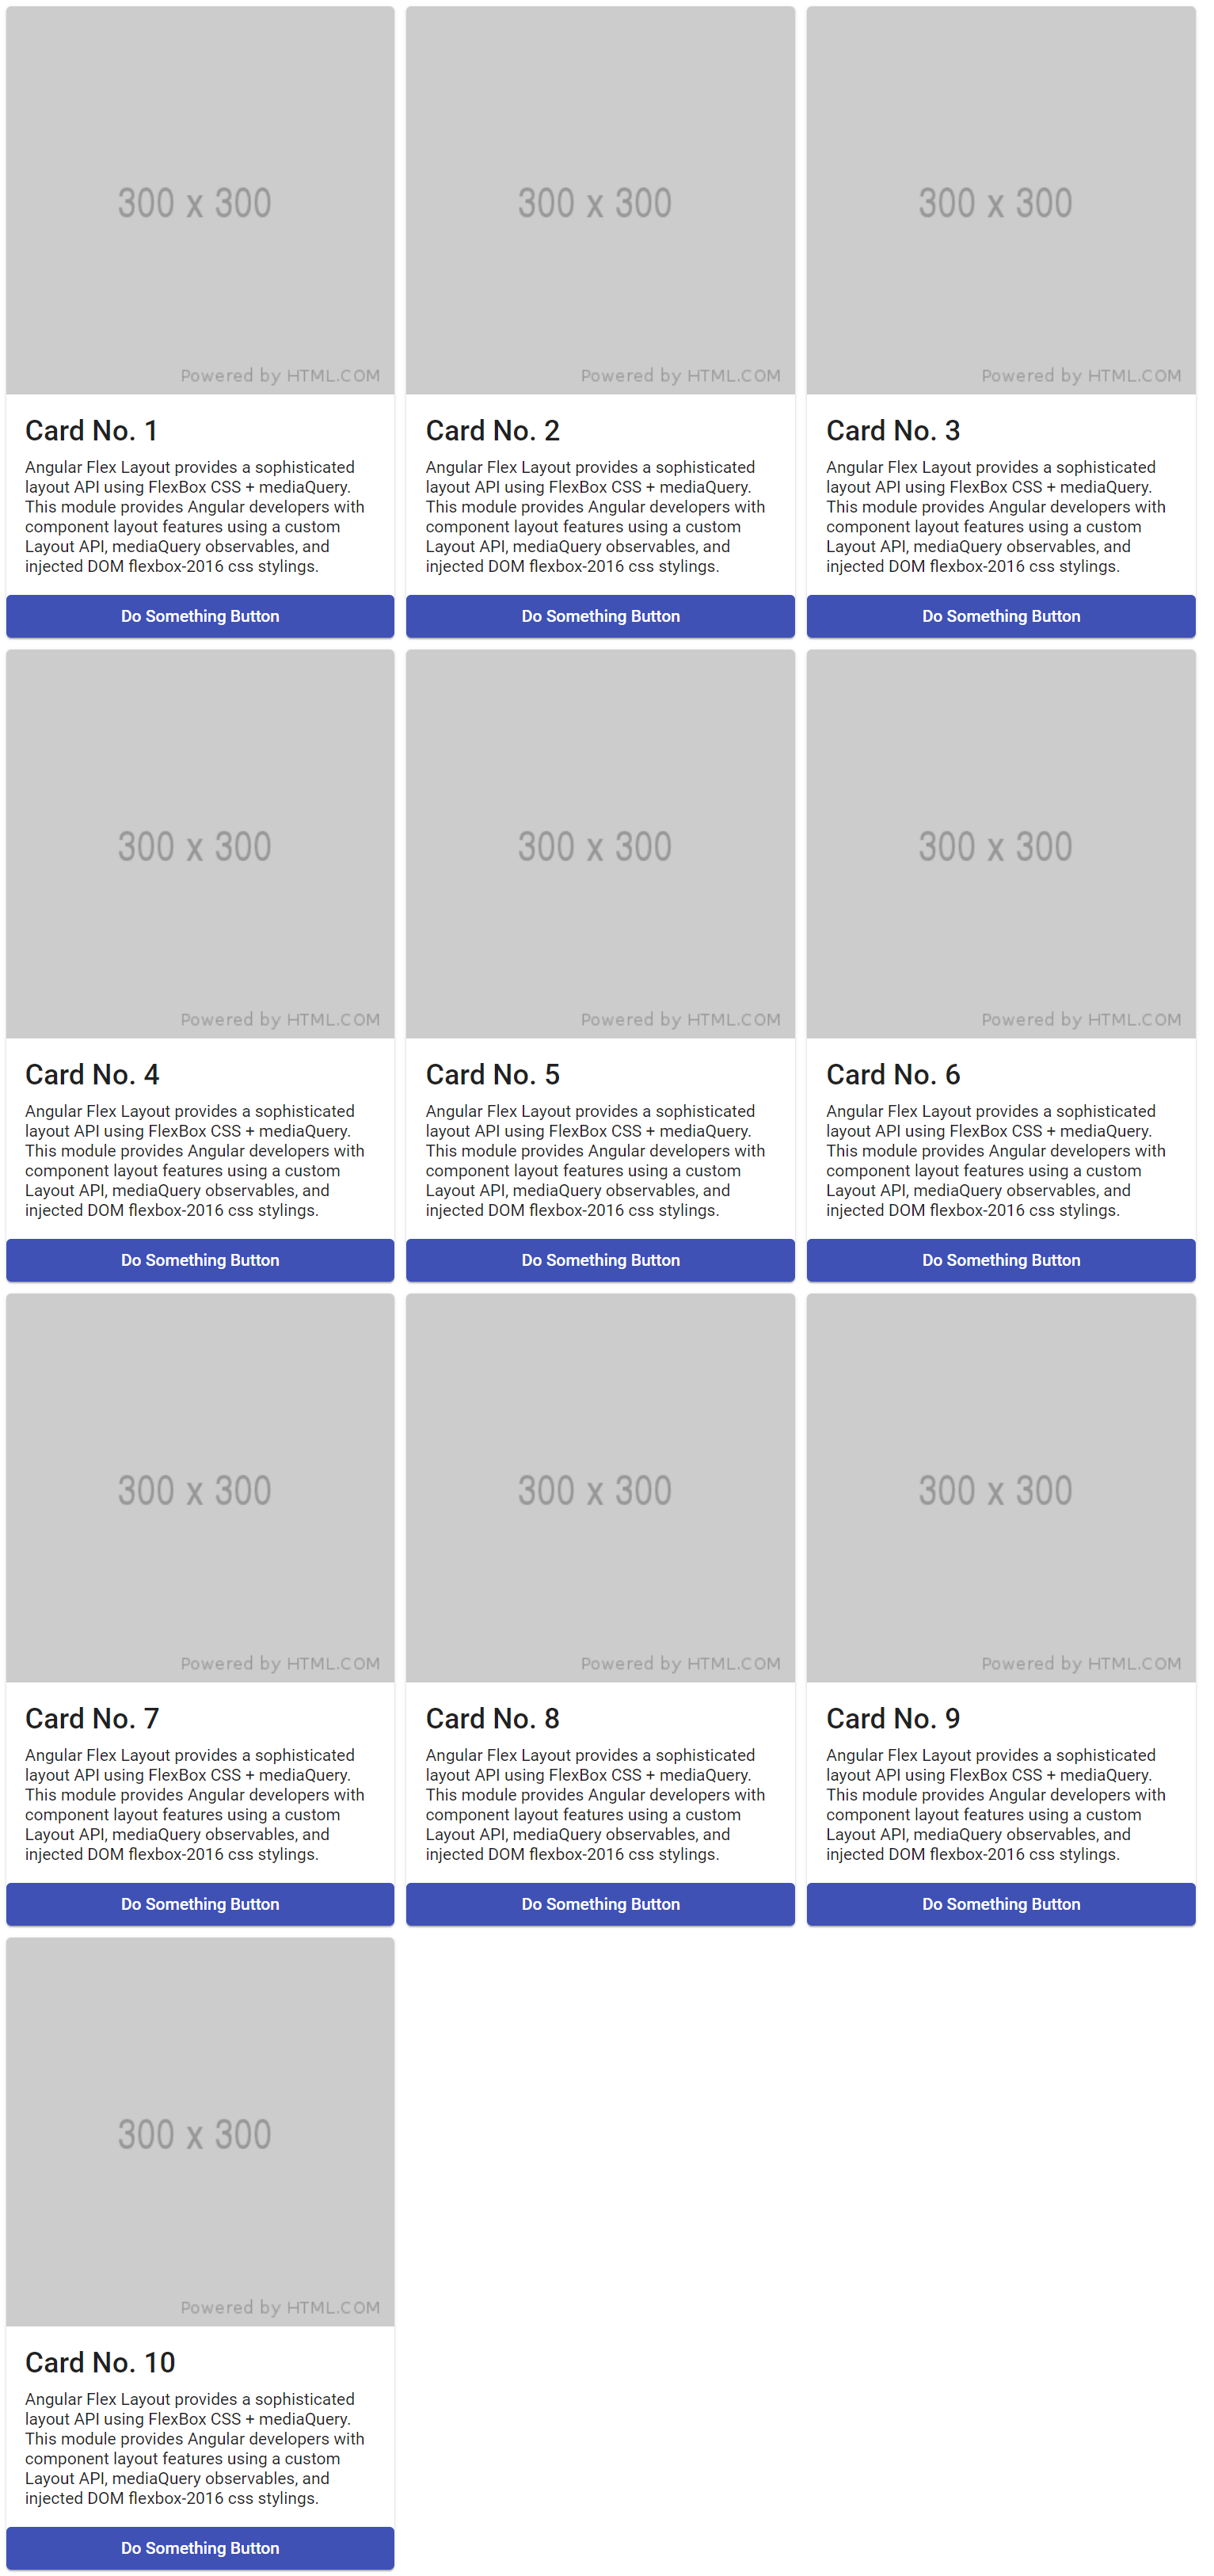 300 x 300
Powered by HTML.COM
Card No. 1
Angular Flex Layout provides a sophisticated
layout API using FlexBox CSS + mediaQuery.
This module provides Angular developers with
component layout features using a custom
Layout API, mediaQuery observables, and
injected DOM flexbox-2016 css stylings.
Do Something Button
300 x 300
Powered by HTML.COM
Card No. 2
Angular Flex Layout provides a sophisticated
layout API using FlexBox CSS + mediaQuery.
This module provides Angular developers with
component layout features using a custom
Layout API, mediaQuery observables, and
injected DOM flexbox-2016 css stylings.
Do Something Button
300 x 300
Powered by HTML.COM
Card No. 3
Angular Flex Layout provides a sophisticated
layout API using FlexBox CSS + mediaQuery.
This module provides Angular developers with
component layout features using a custom
Layout API, mediaQuery observables, and
injected DOM flexbox-2016 css stylings.
Do Something Button
300 x 300
Powered by HTML.COM
Card No. 4
Angular Flex Layout provides a sophisticated
layout API using FlexBox CSS + mediaQuery.
This module provides Angular developers with
component layout features using a custom
Layout API, mediaQuery observables, and
injected DOM flexbox-2016 css stylings.
Do Something Button
300 x 300
Powered by HTML.COM
Card No. 5
Angular Flex Layout provides a sophisticated
layout API using FlexBox CSS + mediaQuery.
This module provides Angular developers with
component layout features using a custom
Layout API, mediaQuery observables, and
injected DOM flexbox-2016 css stylings.
Do Something Button
300 x 300
Powered by HTML.COM
Card No. 6
Angular Flex Layout provides a sophisticated
layout API using FlexBox CSS + mediaQuery.
This module provides Angular developers with
component layout features using a custom
Layout API, mediaQuery observables, and
injected DOM flexbox-2016 css stylings.
Do Something Button
300 x 300
Powered by HTML.COM
Card No. 7
Angular Flex Layout provides a sophisticated
layout API using FlexBox CSS + mediaQuery.
This module provides Angular developers with
component layout features using a custom
Layout API, mediaQuery observables, and
injected DOM flexbox-2016 css stylings.
Do Something Button
300 x 300
Powered by HTML.COM
Card No. 8
Angular Flex Layout provides a sophisticated
layout API using FlexBox CSS + mediaQuery.
This module provides Angular developers with
component layout features using a custom
Layout API, mediaQuery observables, and
injected DOM flexbox-2016 css stylings.
Do Something Button
300 x 300
Powered by HTML.COM
Card No. 9
Angular Flex Layout provides a sophisticated
layout API using FlexBox CSS + mediaQuery.
This module provides Angular developers with
component layout features using a custom
Layout API, mediaQuery observables, and
injected DOM flexbox-2016 css stylings.
Do Something Button
300 x 300
Powered by HTML.COM
Card No. 10
Angular Flex Layout provides a sophisticated
layout API using FlexBox CSS + mediaQuery.
This module provides Angular developers with
component layout features using a custom
Layout API, mediaQuery observables, and
injected DOM flexbox-2016 css stylings.
Do Something Button